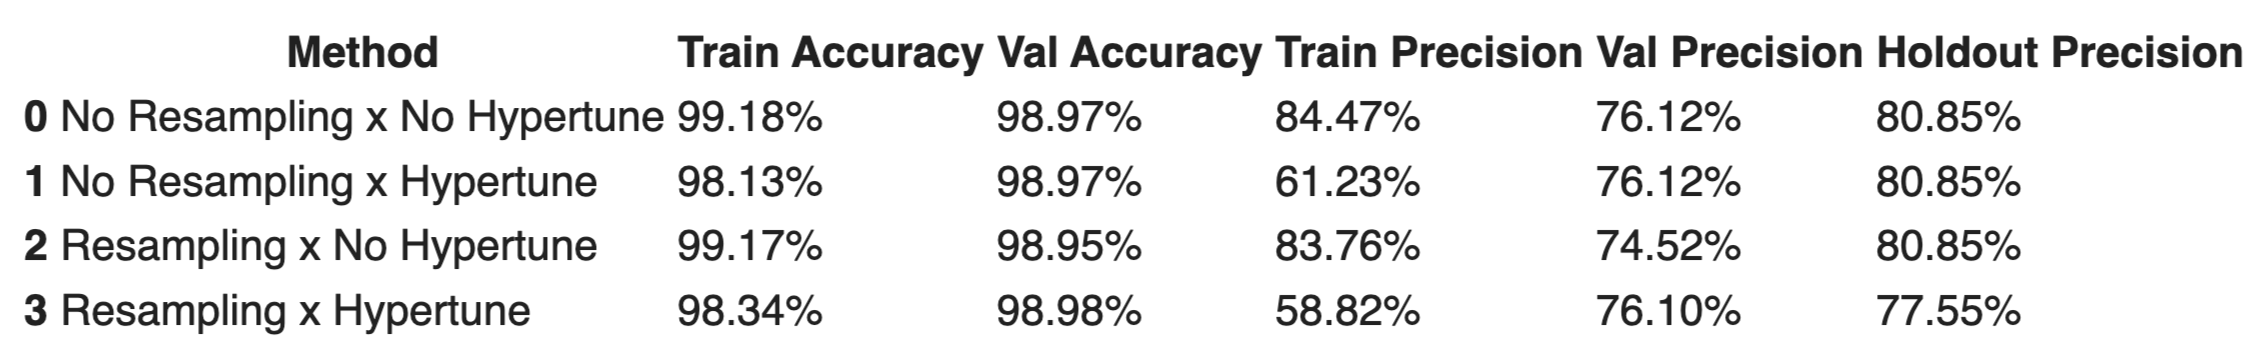 Method Train Accuracy Val Accuracy Train Precision Val Precision Holdout Precision
0 No Resampling x No Hypertune 99.18% 98.97% 84.47% 76.12% 80.85%
1 No Resampling x Hypertune 98.13% 98.97% 61.23% 76.12% 80.85%
2 Resampling x No Hypertune 99.17% 98.95% 83.76% 74.52% 80.85%
3 Resampling x Hypertune 98.34% 98.98% 58.82% 76.10% 77.55%